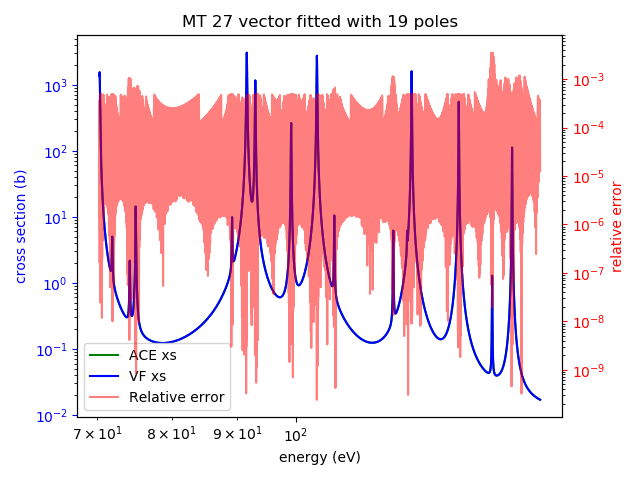 MT 27 vector fitted with 19 poles
cross section (b)
10³
10²
10¹
10⁰
10⁻¹
10⁻²
10⁻³
10⁻⁴
10⁻⁵
10⁻⁶
10⁻⁷
10⁻⁸
10⁻⁹
relative error
ACE xs
VF xs
Relative error
7 × 10¹ 8 × 10¹ 9 × 10¹ 10²
energy (eV)